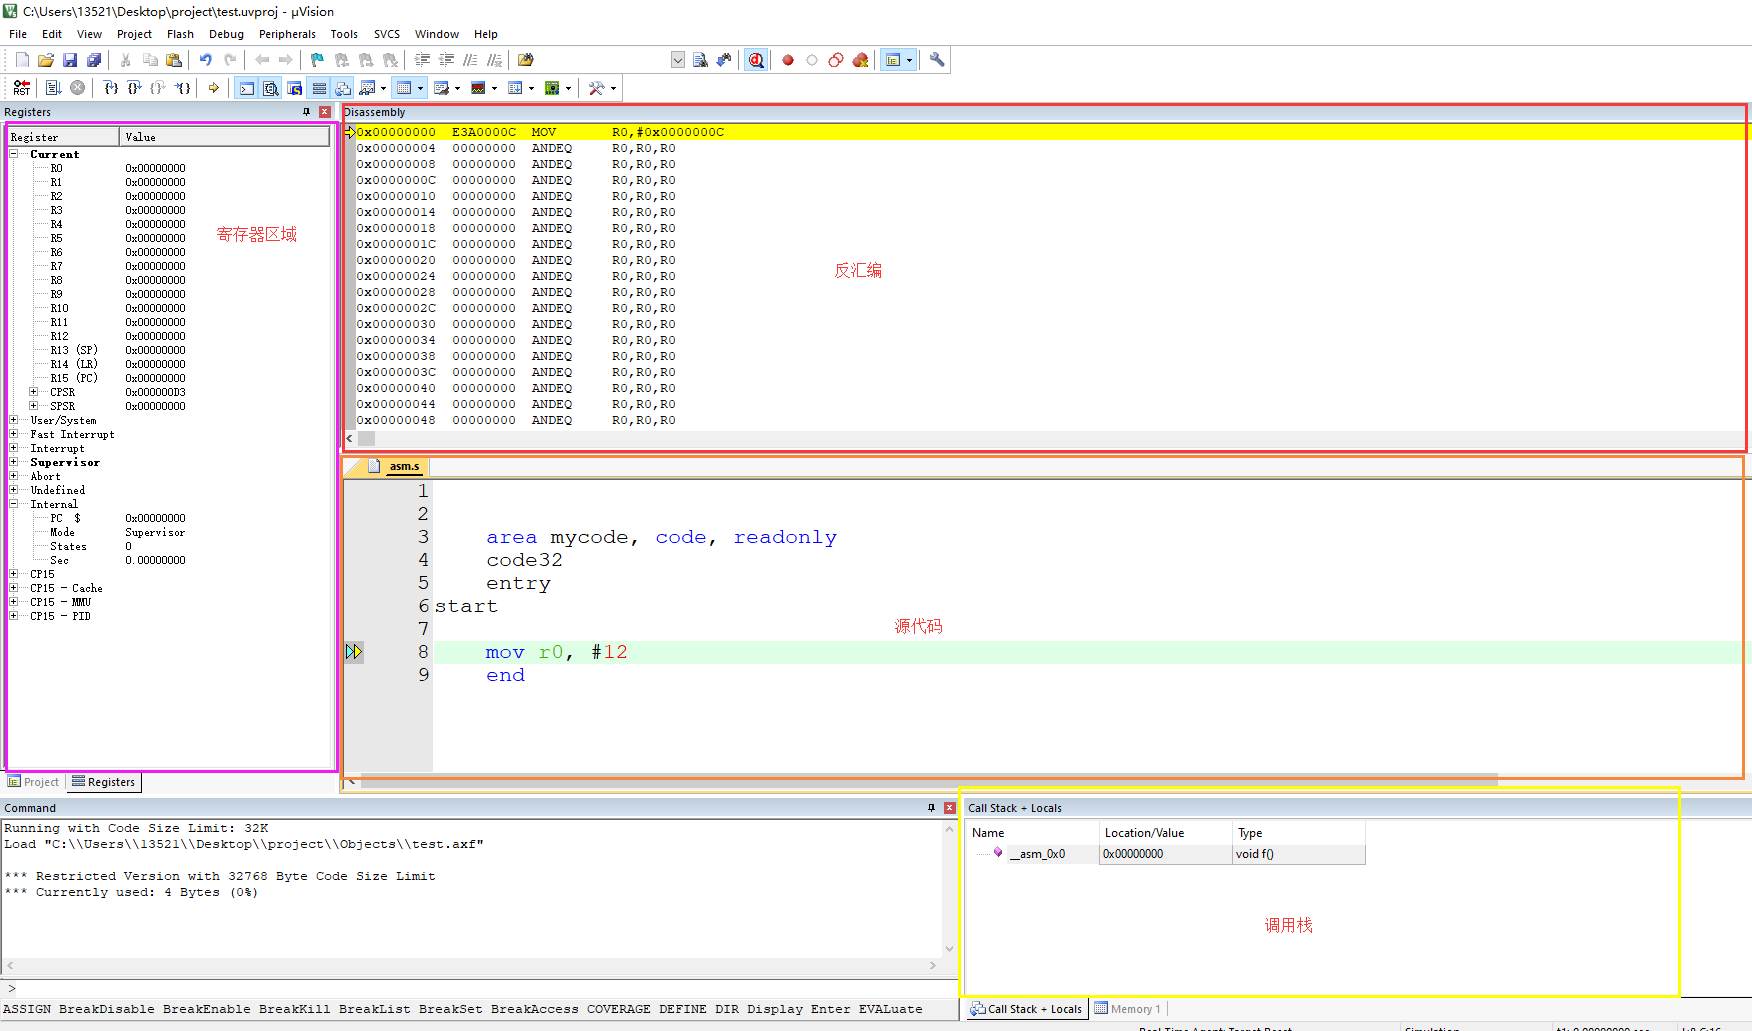 C:\Users\13521\Desktop\project\test.uvproj - µVision
File Edit View Project Flash Debug Peripherals Tools SVCS Window Help
Registers
Register Value
Current
R0 0x00000000
R1 0x00000000
R2 0x00000000
R3 0x00000000
R4 0x00000000
R5 0x00000000
R6 0x00000000
R7 0x00000000
R8 0x00000000
R9 0x00000000
R10 0x00000000
R11 0x00000000
R12 0x00000000
R13 (SP) 0x00000000
R14 (LR) 0x00000000
R15 (PC) 0x00000000
CPSR 0x000000D3
SPSR 0x00000000
User/System
Fast Interrupt
Interrupt
Supervisor
Abort
Undefined
Internal
PC $ 0x00000000
Mode Supervisor
States 0
Sec 0.00000000
CP15
CP15 - Cache
CP15 - MMU
CP15 - PID
寄存器区域
Project Registers
Disassembly
0x00000000 E3A0000C MOV R0,#0x0000000C
0x00000004 00000000 ANDEQ R0,R0,R0
0x00000008 00000000 ANDEQ R0,R0,R0
0x0000000C 00000000 ANDEQ R0,R0,R0
0x00000010 00000000 ANDEQ R0,R0,R0
0x00000014 00000000 ANDEQ R0,R0,R0
0x00000018 00000000 ANDEQ R0,R0,R0
0x0000001C 00000000 ANDEQ R0,R0,R0
0x00000020 00000000 ANDEQ R0,R0,R0
0x00000024 00000000 ANDEQ R0,R0,R0
0x00000028 00000000 ANDEQ R0,R0,R0
0x0000002C 00000000 ANDEQ R0,R0,R0
0x00000030 00000000 ANDEQ R0,R0,R0
0x00000034 00000000 ANDEQ R0,R0,R0
0x00000038 00000000 ANDEQ R0,R0,R0
0x0000003C 00000000 ANDEQ R0,R0,R0
0x00000040 00000000 ANDEQ R0,R0,R0
0x00000044 00000000 ANDEQ R0,R0,R0
0x00000048 00000000 ANDEQ R0,R0,R0
反汇编
asm.s
1
2
3 area mycode, code, readonly
4 code32
5 entry
6 start
7
8 mov r0, #12
9 end
源代码
Command
Running with Code Size Limit: 32K
Load "C:\\Users\\13521\\Desktop\\project\\Objects\\test.axf"
*** Restricted Version with 32768 Byte Code Size Limit
*** Currently used: 4 Bytes (0%)
>
ASSIGN BreakDisable BreakEnable BreakKill BreakList BreakSet BreakAccess COVERAGE DEFINE DIR Display Enter EVALuate
Call Stack + Locals
Name Location/Value Type
__asm_0x0 0x00000000 void f()
调用栈
Call Stack + Locals Memory 1